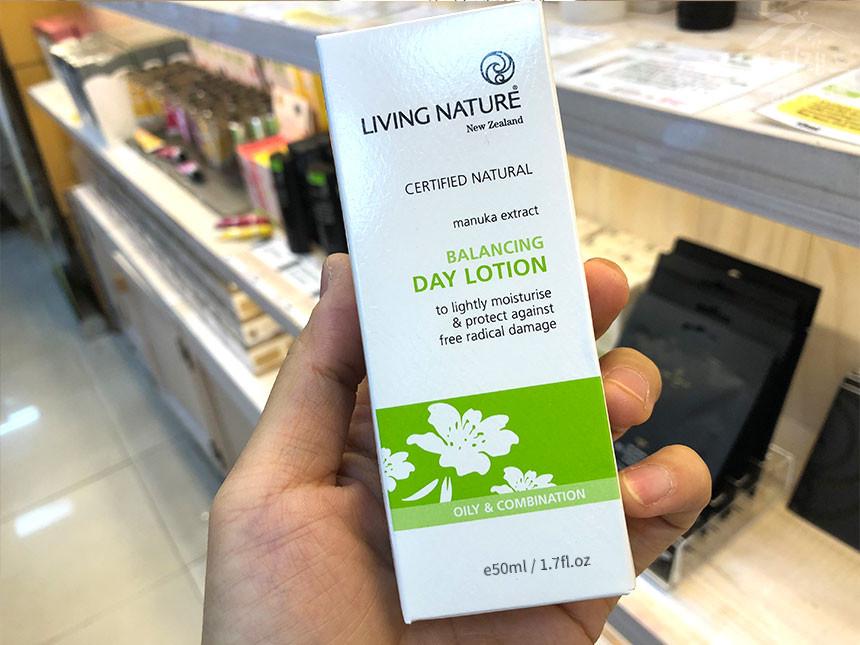 LIVING NATURE®
New Zealand
CERTIFIED NATURAL
manuka extract
BALANCING
DAY LOTION
to lightly moisturise
& protect against
free radical damage
OILY & COMBINATION
e50ml / 1.7fl.oz